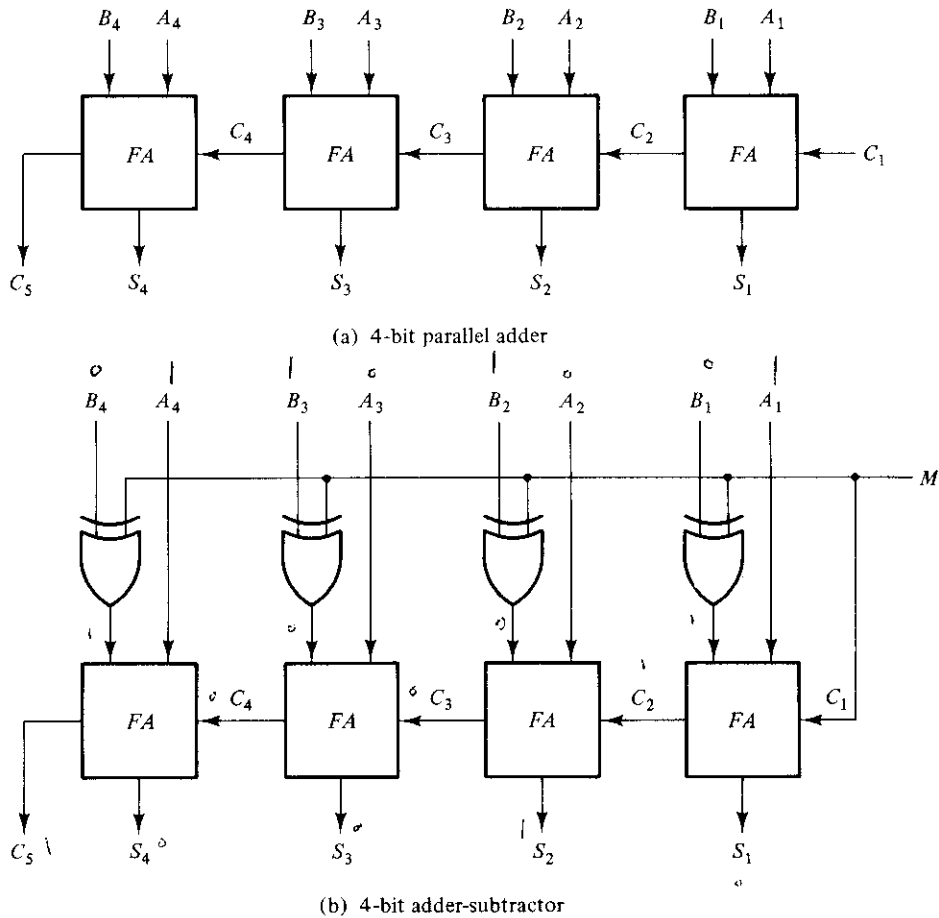 B4 A4 B3 A3 B2 A2 B1 A1
FA C4 FA C3 FA C2 FA C1
C5 S4 S3 S2 S1
(a) 4-bit parallel adder
0 1 1 0 1 0 0 1
B4 A4 B3 A3 B2 A2 B1 A1
M
1 0 0 1
FA 0 C4 FA 0 C3 FA 1 C2 FA C1
C5 1 S4 0 S3 0 S2 1 S1 0
(b) 4-bit adder-subtractor